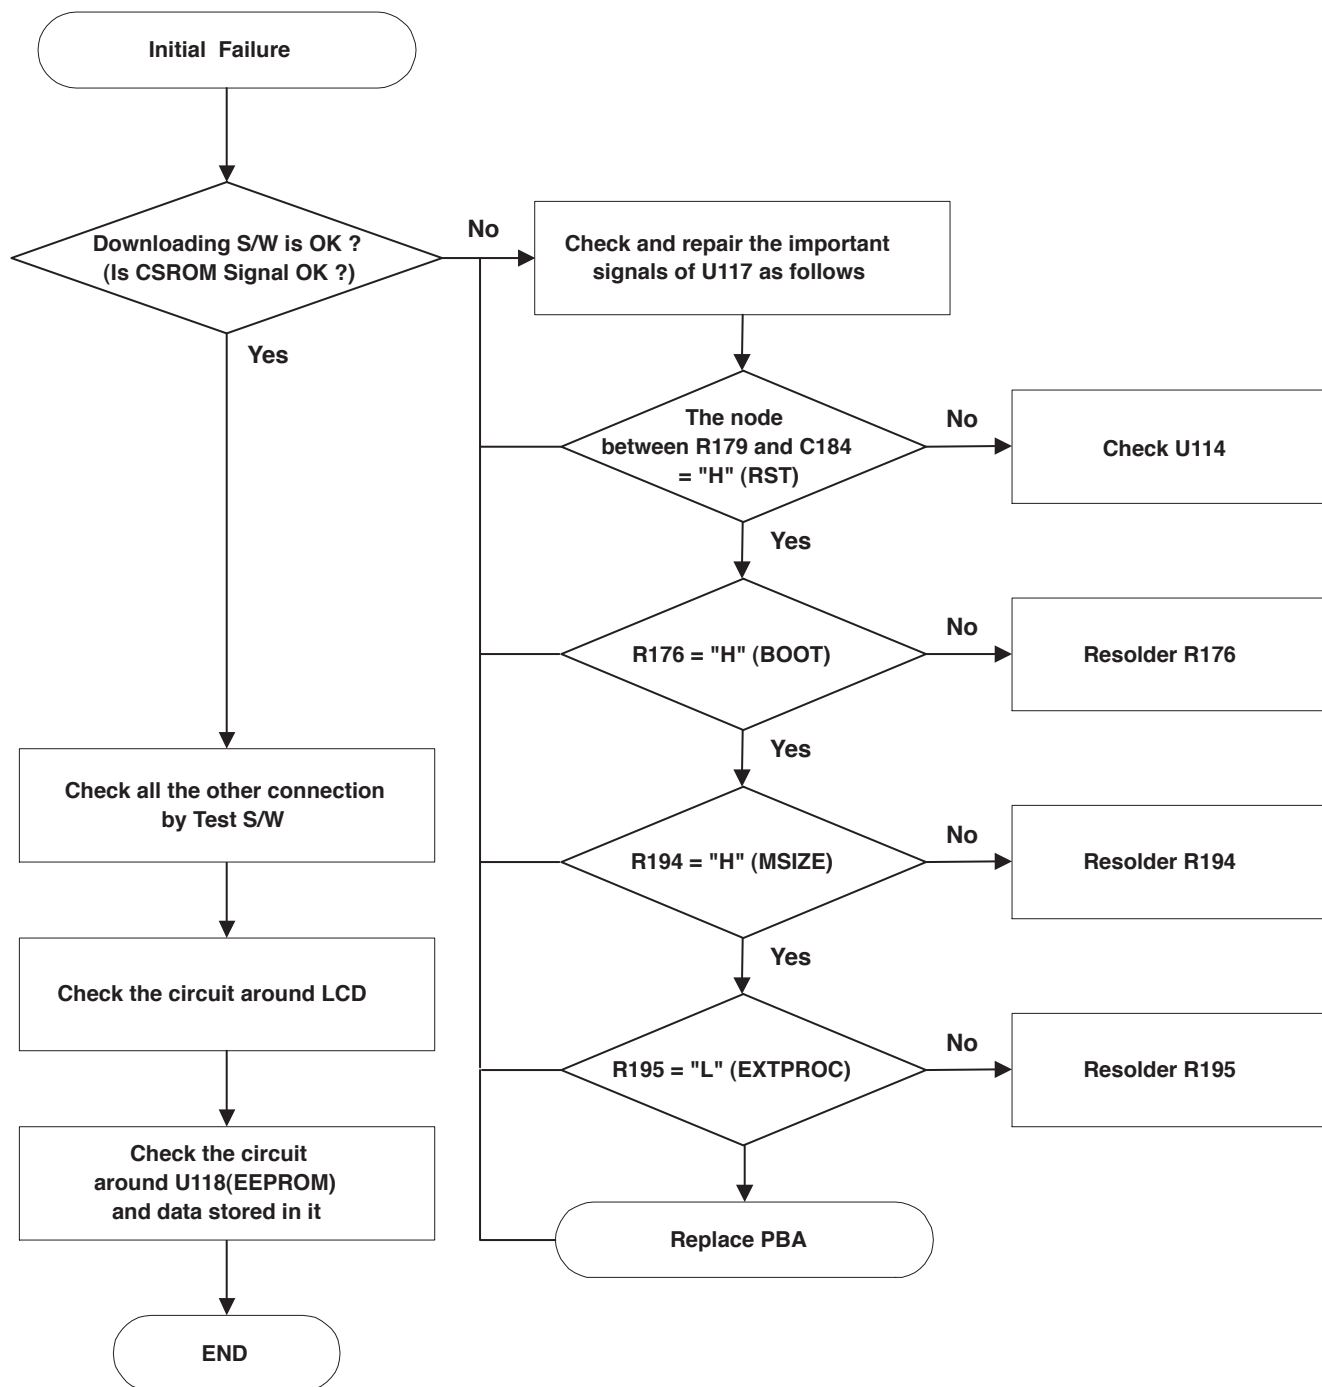 Initial Failure
Downloading S/W is OK ?
(Is CSROM Signal OK ?)
No
Check and repair the important
signals of U117 as follows
Yes
The node
between R179 and C184
= "H" (RST)
No
Check U114
Yes
R176 = "H" (BOOT)
No
Resolder R176
Yes
Check all the other connection
by Test S/W
R194 = "H" (MSIZE)
No
Resolder R194
Yes
Check the circuit around LCD
R195 = "L" (EXTPROC)
No
Resolder R195
Check the circuit
around U118(EEPROM)
and data stored in it
Replace PBA
END